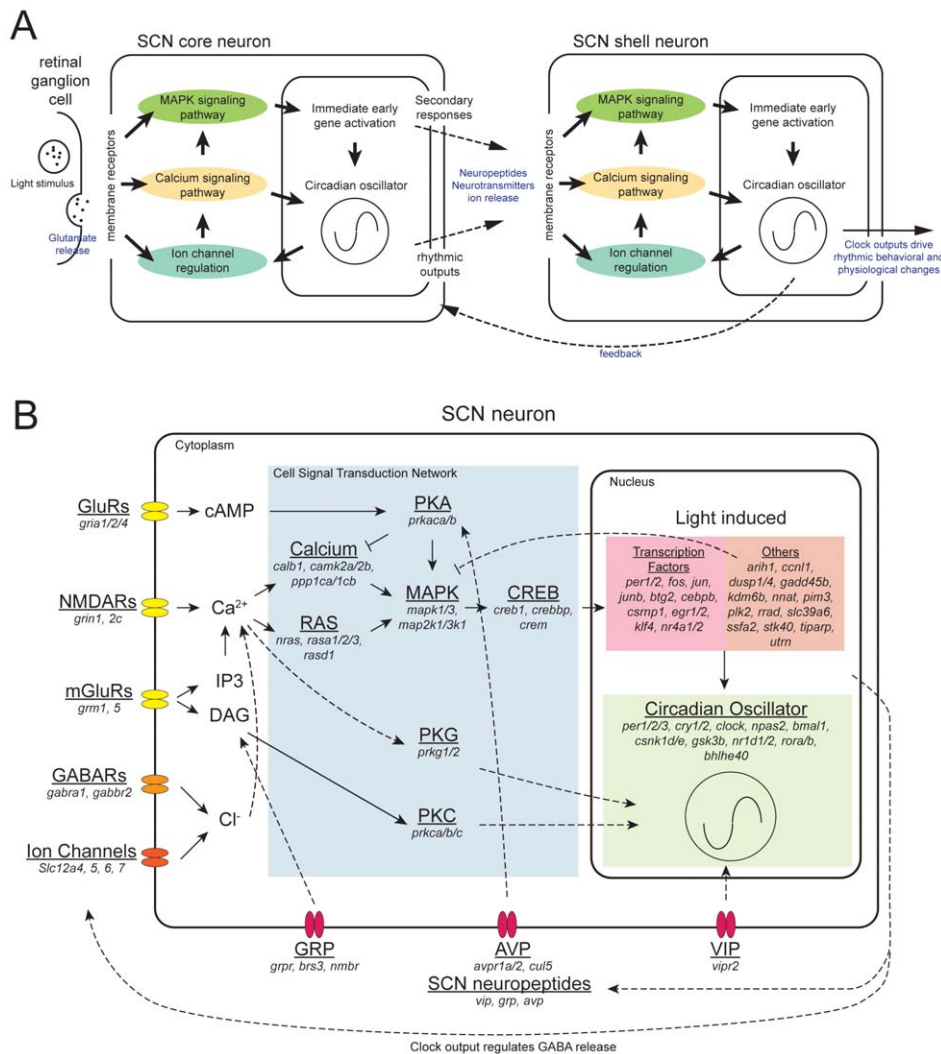 A
SCN core neuron
SCN shell neuron
retinal
ganglion
cell
Light stimulus
Glutamate
release
membrane receptors
MAPK signaling
pathway
Calcium signaling
pathway
Ion channel
regulation
Immediate early
gene activation
Circadian oscillator
Secondary
responses
rhythmic
outputs
Neuropeptides
Neurotransmitters
ion release
membrane receptors
MAPK signaling
pathway
Calcium signaling
pathway
Ion channel
regulation
Immediate early
gene activation
Circadian oscillator
Clock outputs drive
rhythmic behavioral and
physiological changes
feedback
B
SCN neuron
Cytoplasm
Cell Signal Transduction Network
Nucleus
GluRs
gria1/2/4
cAMP
PKA
prkaca/b
Light induced
Calcium
calb1, camk2a/2b,
ppp1ca/1cb
Transcription
Factors
per1/2, fos, jun,
junb, btg2, cebpb,
csrnp1, egr1/2,
klf4, nr4a1/2
Others
arih1, ccnl1,
dusp1/4, gadd45b,
kdm6b, nnat, pim3,
plk2, rrad, slc39a6,
ssfa2, stk40, tiparp,
utrn
NMDARs
grin1, 2c
Ca2+
MAPK
mapk1/3,
map2k1/3k1
CREB
creb1, crebbp,
crem
RAS
nras, rasa1/2/3,
rasd1
mGluRs
grm1, 5
IP3
DAG
PKG
prkg1/2
Circadian Oscillator
per1/2/3, cry1/2, clock, npas2, bmal1,
csnk1d/e, gsk3b, nr1d1/2, rora/b,
bhlhe40
GABARs
gabra1, gabbr2
Cl-
PKC
prkca/b/c
Ion Channels
Slc12a4, 5, 6, 7
GRP
grpr, brs3, nmbr
AVP
avpr1a/2, cul5
VIP
vipr2
SCN neuropeptides
vip, grp, avp
Clock output regulates GABA release